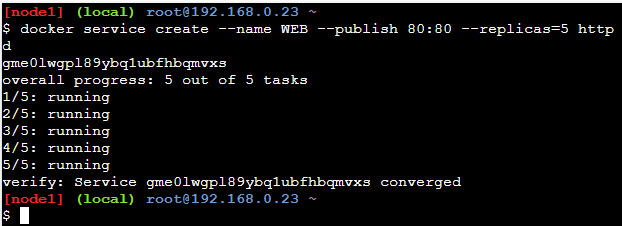 [node1] (local) root@192.168.0.23 ~
$ docker service create --name WEB --publish 80:80 --replicas=5 http
d
gme0lwgpl89ybq1ubfhbqmvxs
overall progress: 5 out of 5 tasks
1/5: running
2/5: running
3/5: running
4/5: running
5/5: running
verify: Service gme0lwgpl89ybq1ubfhbqmvxs converged
[node1] (local) root@192.168.0.23 ~
$